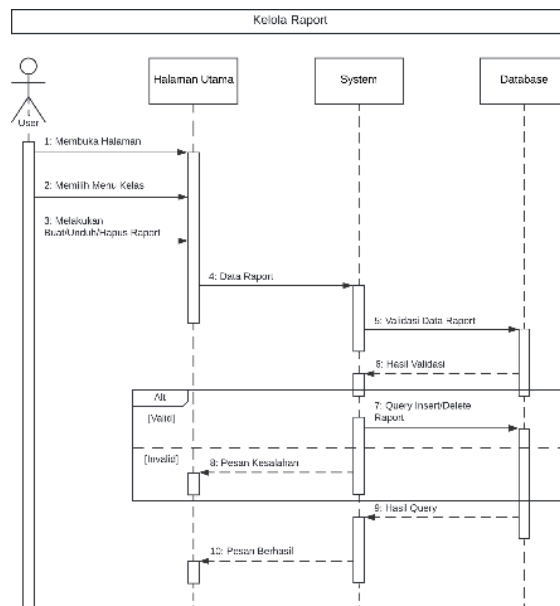 Kelola Raport
Halaman Utama
System
Database
User
1: Membuka Halaman
2: Memilih Menu Kelas
3: Melakukan
Buat/Unduh/Hapus Raport
4: Data Raport
5: Validasi Data Raport
6: Hasil Validasi
Alt
[Valid]
7: Query Insert/Delete
Raport
[Invalid]
8: Pesan Kesalahan
9: Hasil Query
10: Pesan Berhasil